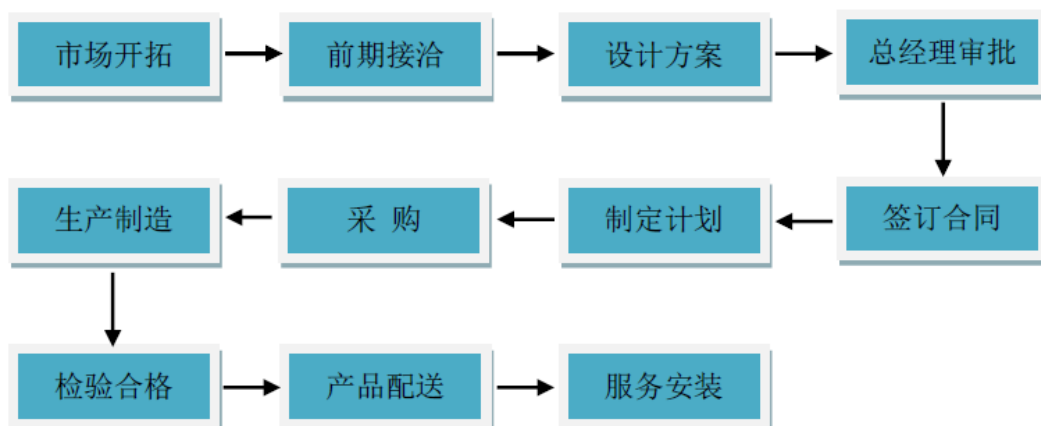 市场开拓
前期接洽
设计方案
总经理审批
签订合同
制定计划
采 购
生产制造
检验合格
产品配送
服务安装